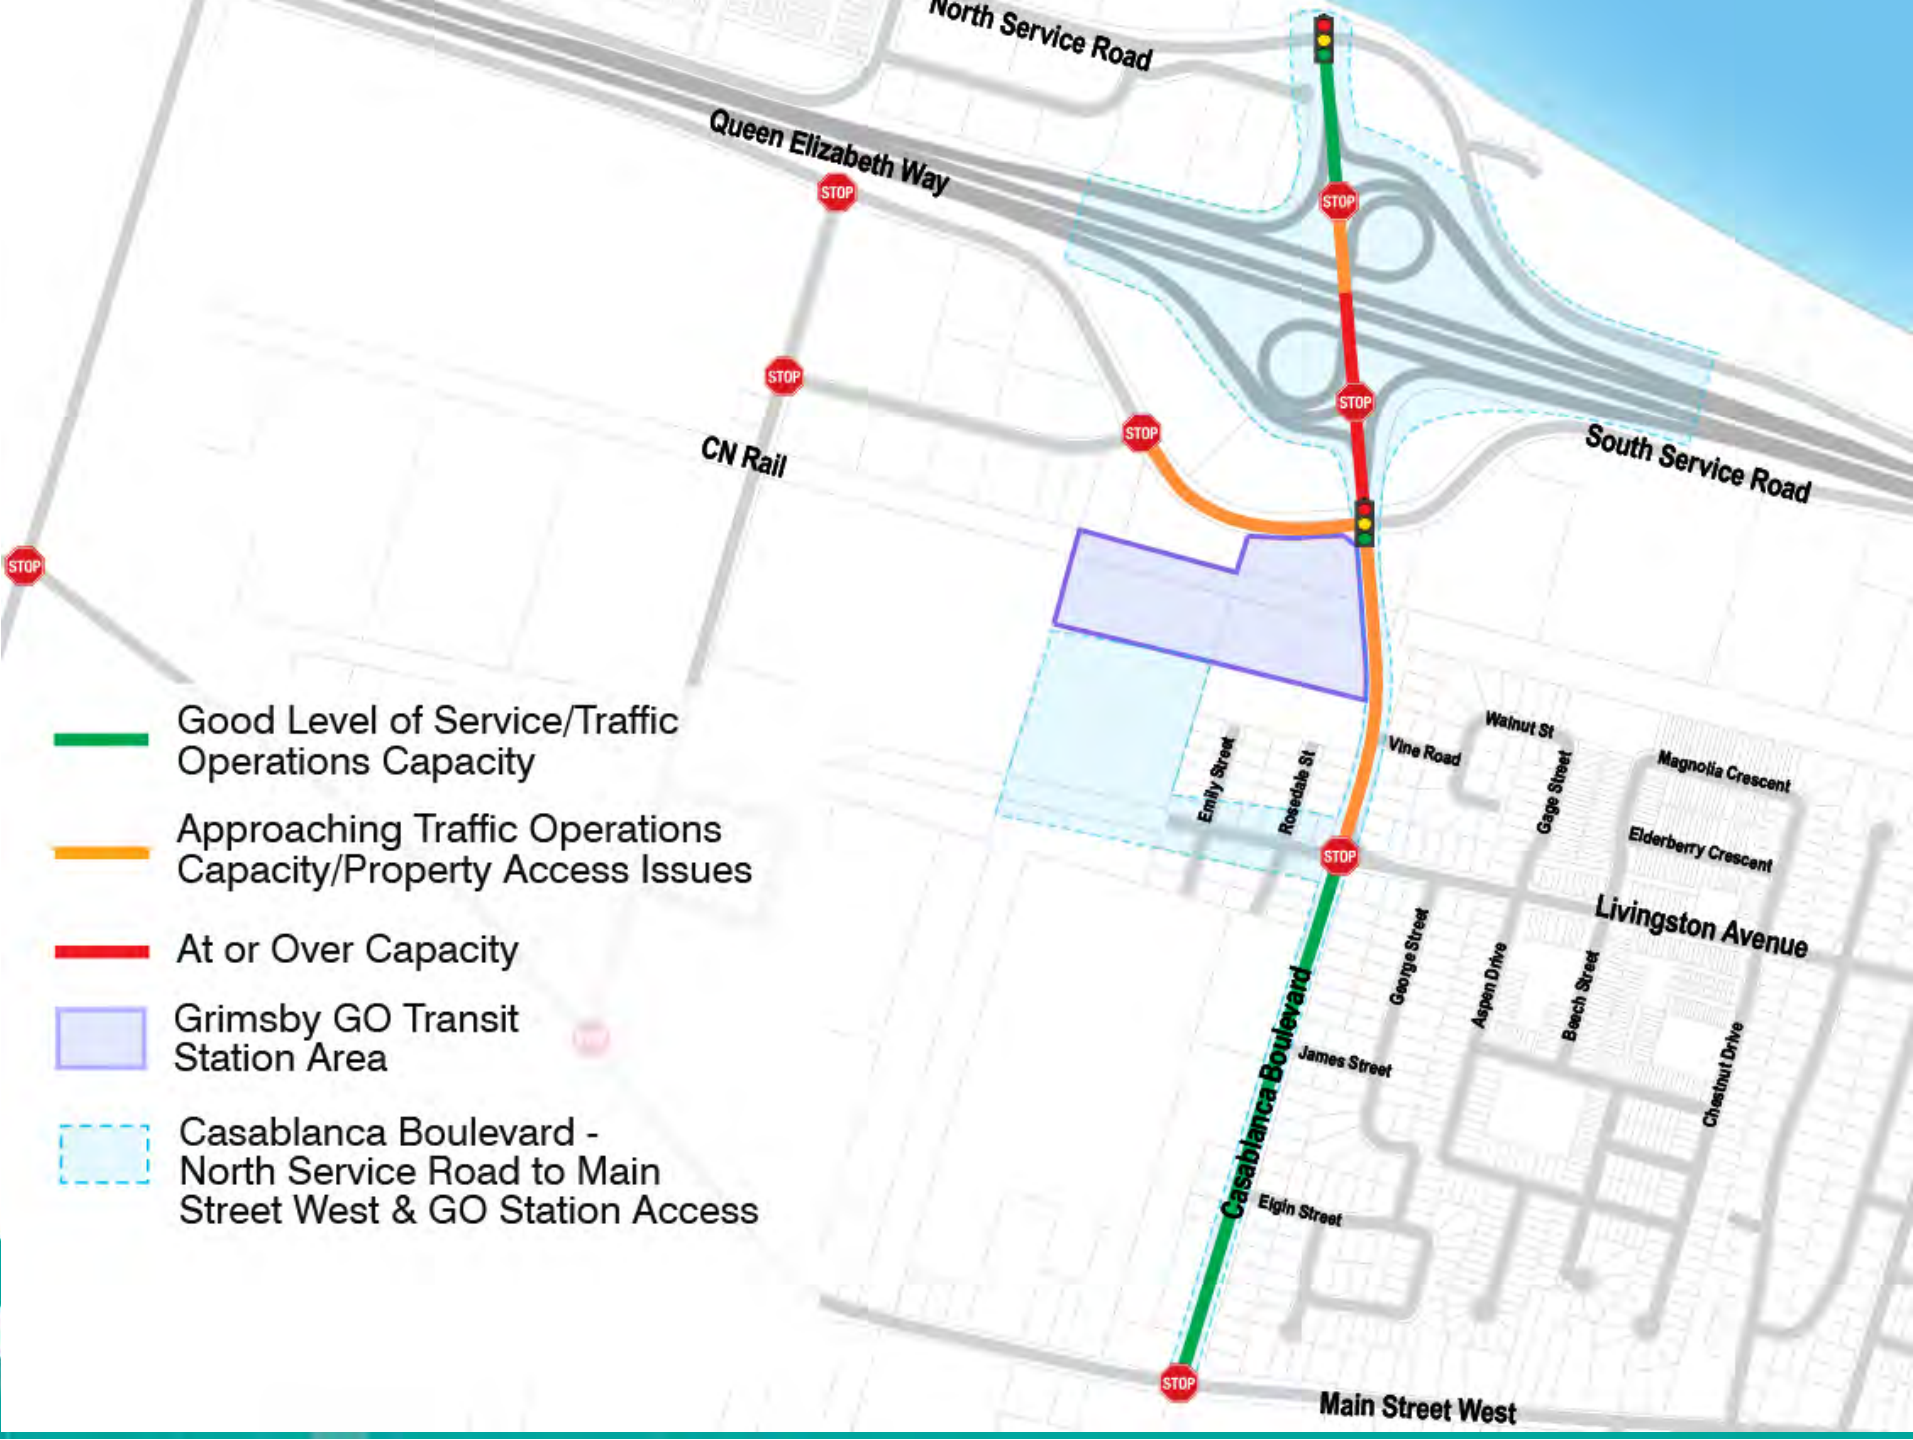 North Service Road
Queen Elizabeth Way
STOP
STOP
STOP
STOP
CN Rail
STOP
South Service Road
STOP
Good Level of Service/Traffic
Operations Capacity
Approaching Traffic Operations
Capacity/Property Access Issues
At or Over Capacity
Grimsby GO Transit
Station Area
Casablanca Boulevard -
North Service Road to Main
Street West & GO Station Access
Walnut St
Vine Road
Gage Street
Magnolia Crescent
Emily Street
Rosedale St
Elderberry Crescent
STOP
Livingston Avenue
George Street
Aspen Drive
Beech Street
Chestnut Drive
Casablanca Boulevard
James Street
Elgin Street
STOP
Main Street West